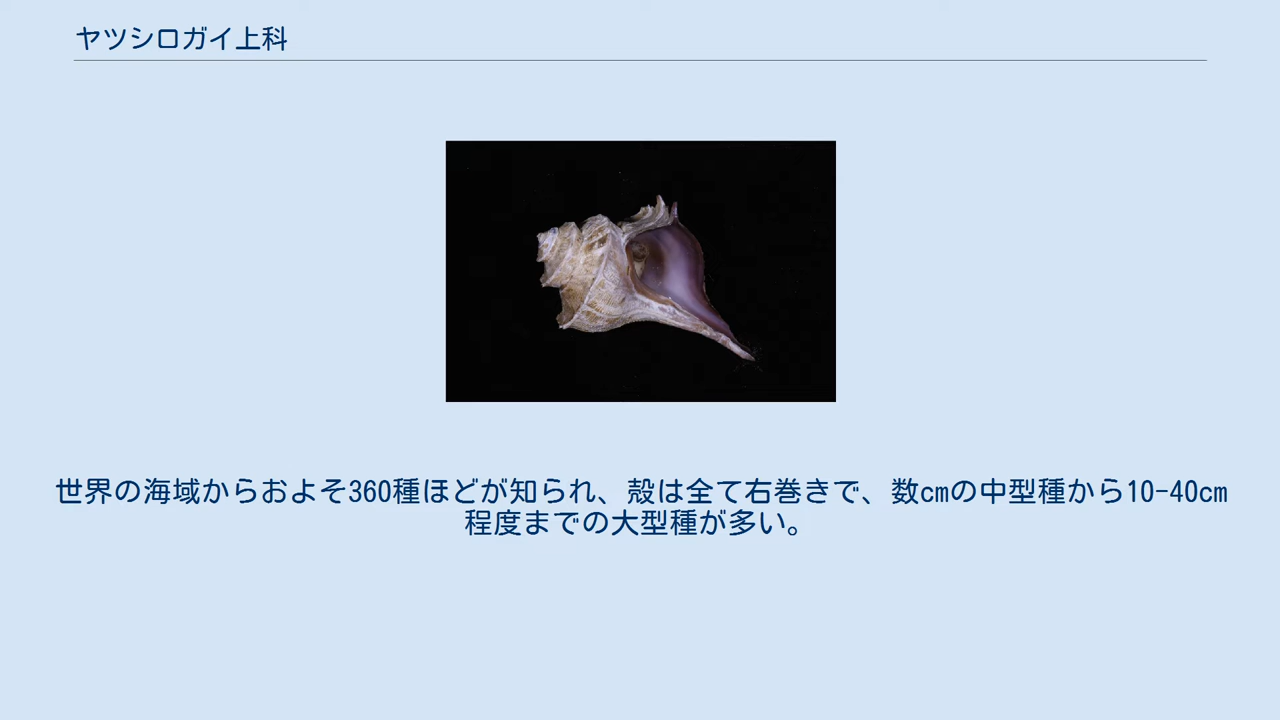 ヤツシロガイ上科
世界の海域からおよそ360種ほどが知られ、殻は全て右巻きで、数cmの中型種から10-40cm
程度までの大型種が多い。